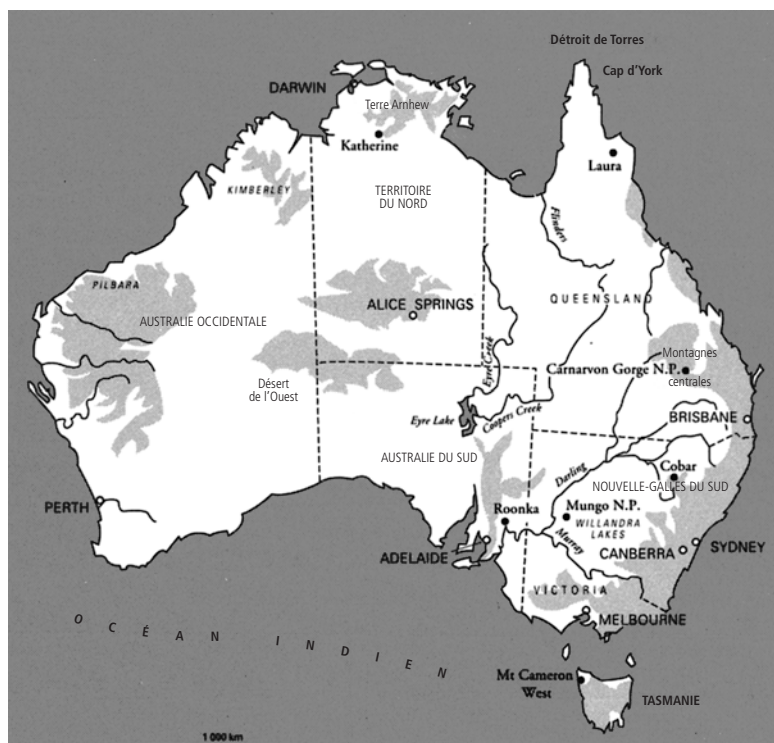 Détroit de Torres
Cap d'York
DARWIN
Terre Arnhew
Katherine
Laura
KIMBERLEY
TERRITOIRE
DU NORD
Flinders
PILBARA
QUEENSLAND
ALICE SPRINGS
AUSTRALIE OCCIDENTALE
Eyre Creek
Montagnes
centrales
Carnarvon Gorge N.P.
Désert
de l'Ouest
Eyre Lake
Coopers Creek
BRISBANE
AUSTRALIE DU SUD
Darling
Cobar
NOUVELLE-GALLES DU SUD
PERTH
Roonka
Mungo N.P.
WILLANDRA
LAKES
Murray
ADELAIDE
CANBERRA
SYDNEY
VICTORIA
MELBOURNE
OCÉAN INDIEN
Mt Cameron
West
TASMANIE
1 000 km